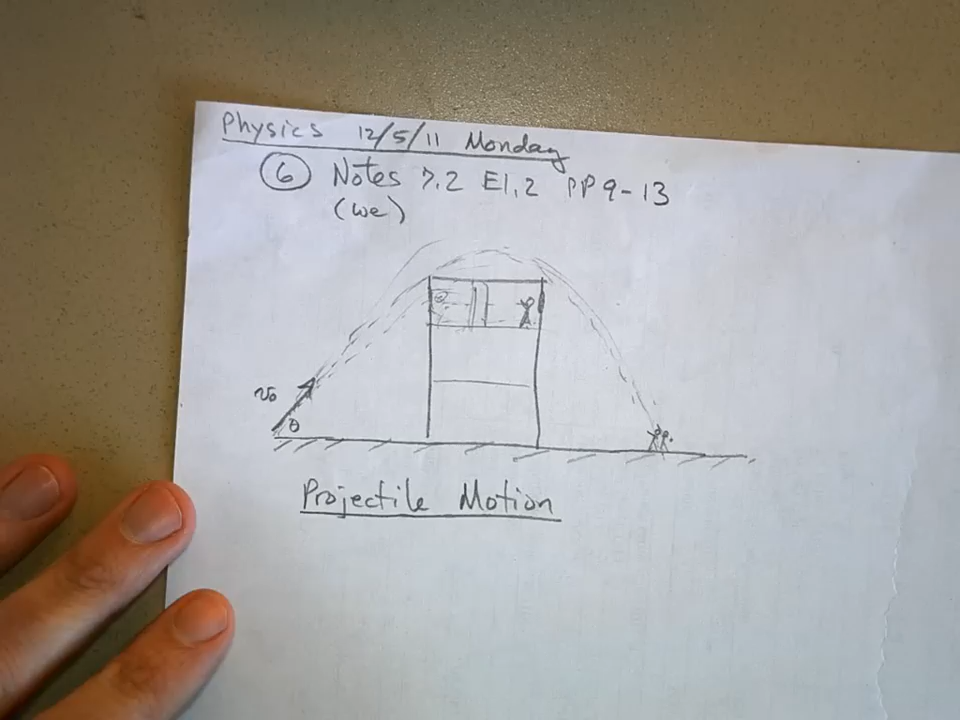 Physics 12/5/11 Monday
6 Notes 7.2 E1,2 PP 9-13
(we)
v₀
θ
Projectile Motion